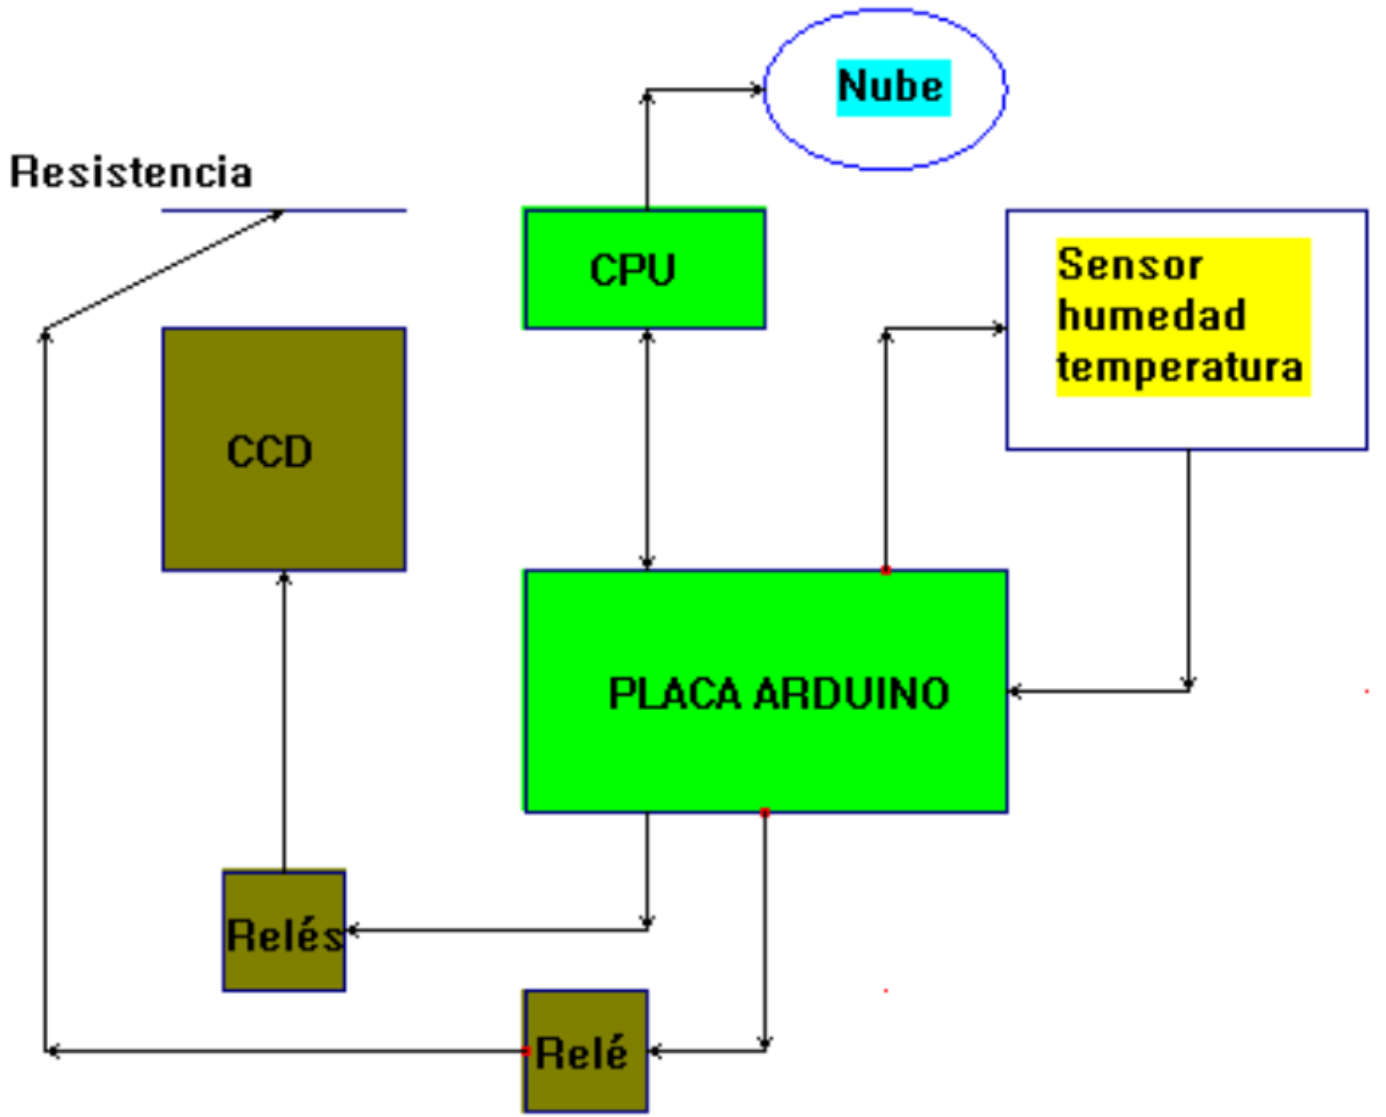 Nube
Resistencia
CPU
Sensor
humedad
temperatura
CCD
PLACA ARDUINO
Relés
Relé